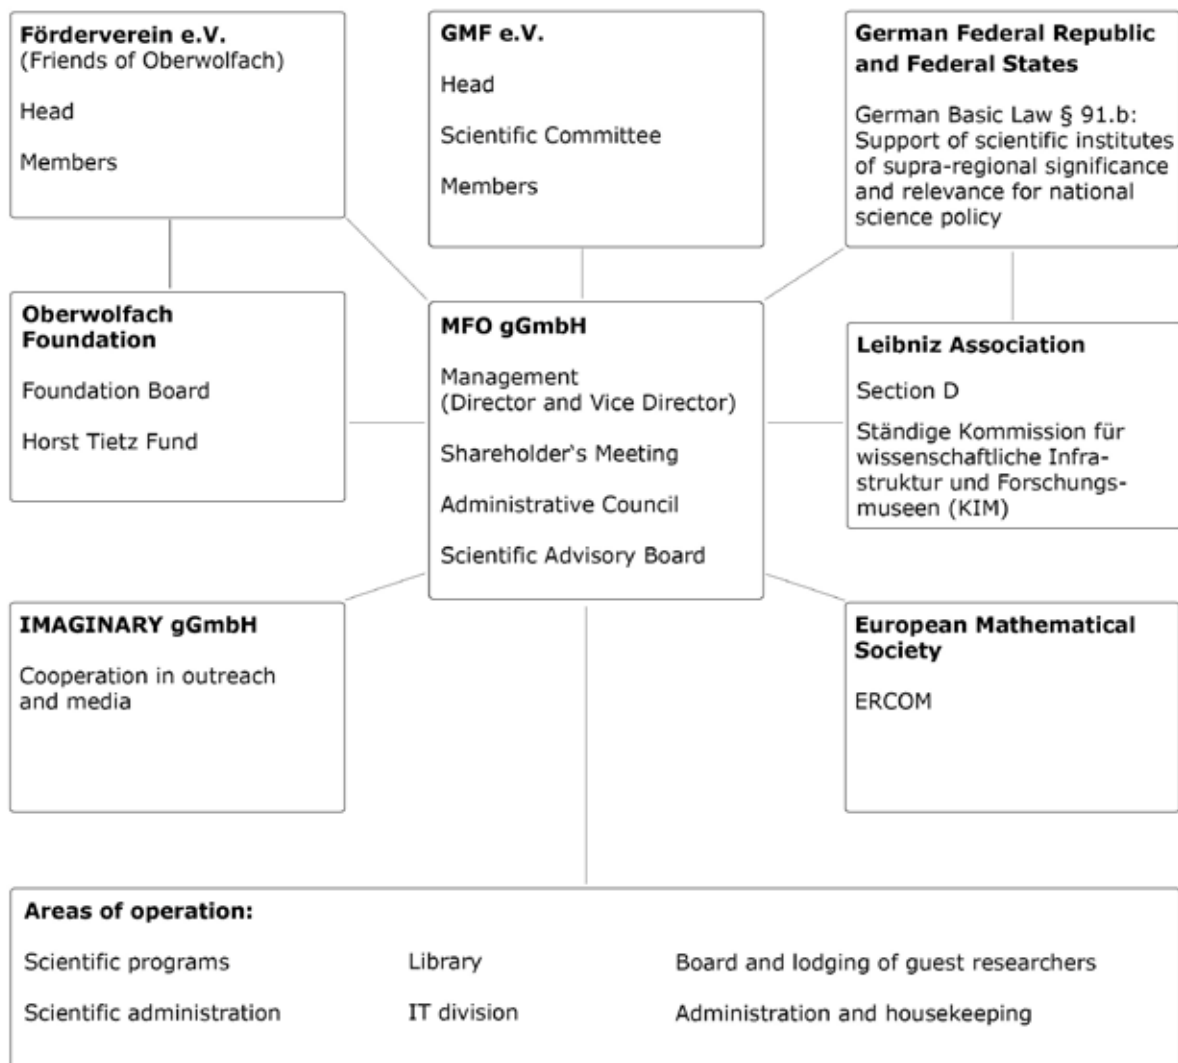 Förderverein e.V.
(Friends of Oberwolfach)
Head
Members
GMF e.V.
Head
Scientific Committee
Members
German Federal Republic
and Federal States
German Basic Law § 91.b:
Support of scientific institutes
of supra-regional significance
and relevance for national
science policy
Oberwolfach
Foundation
Foundation Board
Horst Tietz Fund
MFO gGmbH
Management
(Director and Vice Director)
Shareholder‘s Meeting
Administrative Council
Scientific Advisory Board
Leibniz Association
Section D
Ständige Kommission für
wissenschaftliche Infra-
struktur und Forschungs-
museen (KIM)
IMAGINARY gGmbH
Cooperation in outreach
and media
European Mathematical
Society
ERCOM
Areas of operation:
Scientific programs
Library
Board and lodging of guest researchers
Scientific administration
IT division
Administration and housekeeping